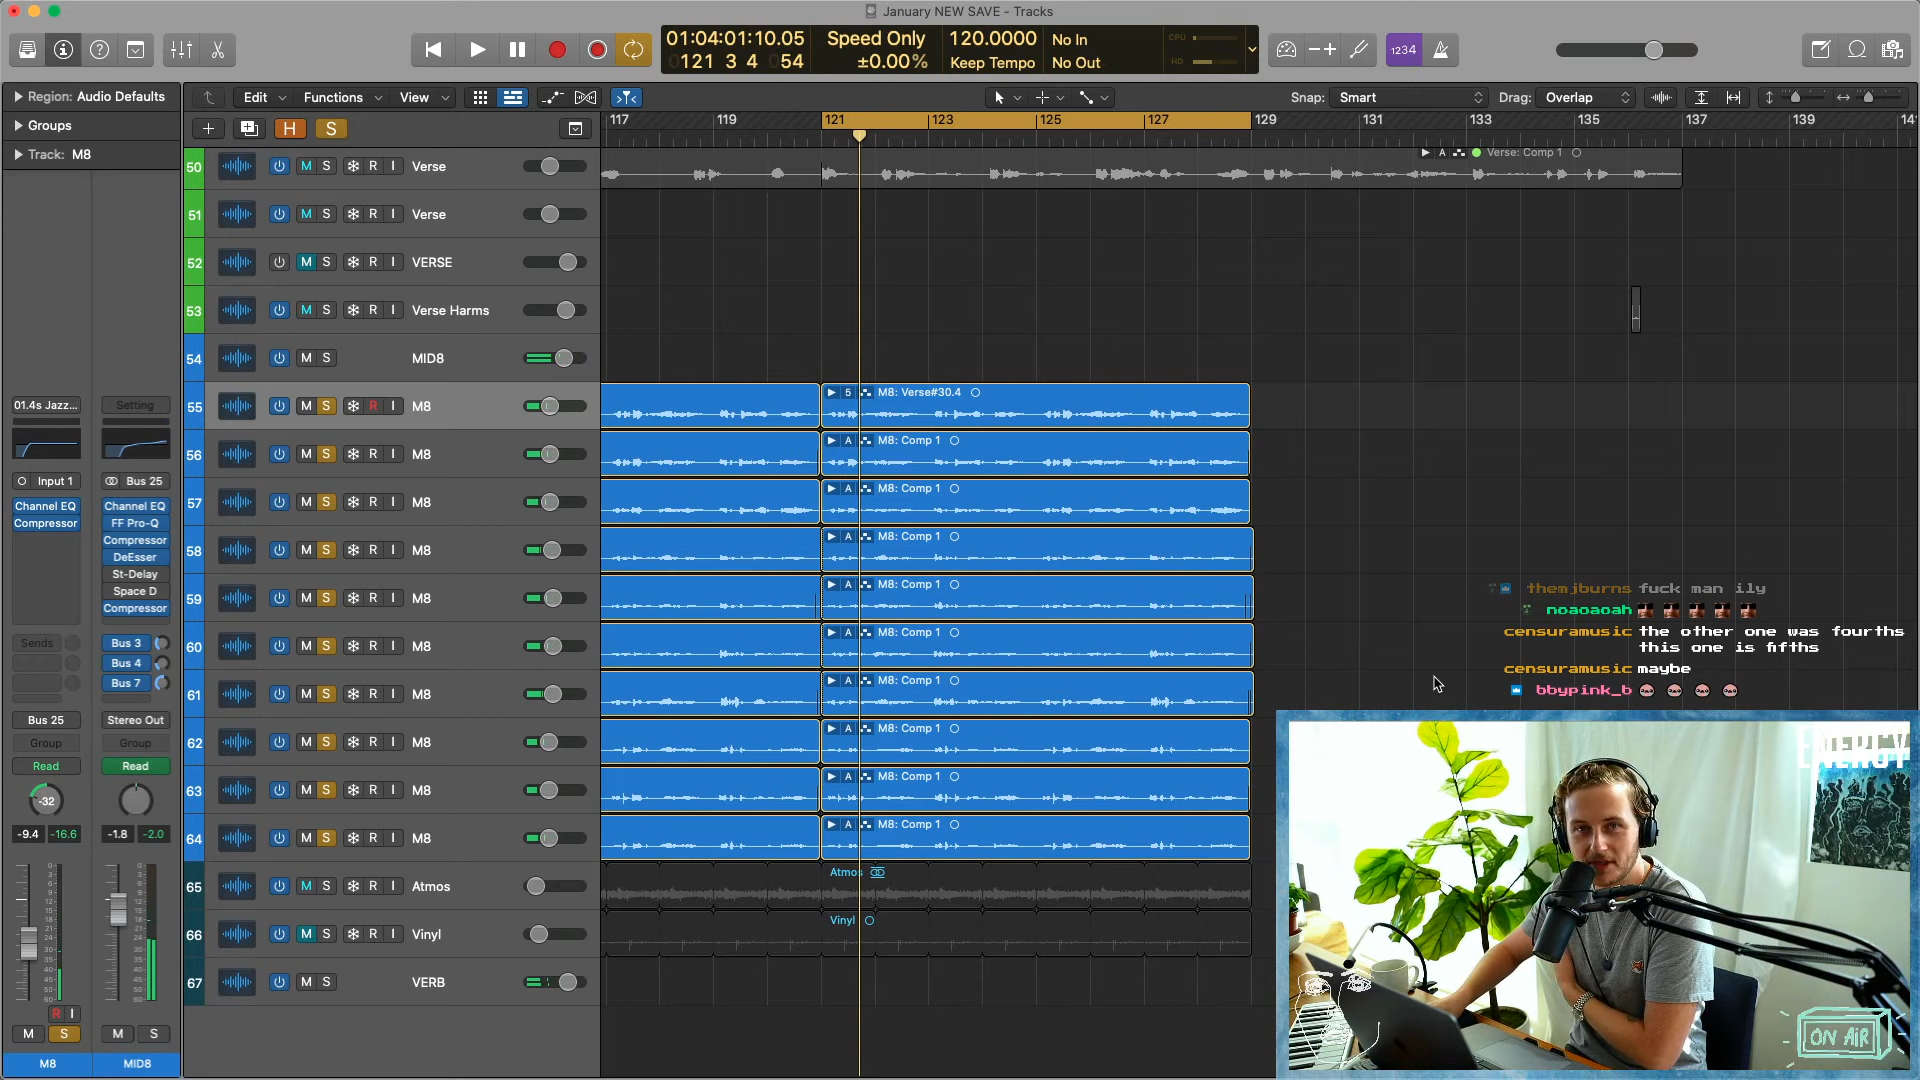 January NEW SAVE - Tracks
01:04:01:10.05
121 3 4 054
Speed Only
±0.00%
120.0000
Keep Tempo
No In
No Out
CPU
HD
1234
Region: Audio Defaults
Groups
Track: M8
Edit
Functions
View
Snap: Smart
Drag: Overlap
H
S
117
119
121
123
125
127
129
131
133
135
137
139
50 M S R I Verse
A Verse: Comp 1
51 M S R I Verse
52 M S R I VERSE
53 M S R I Verse Harms
54 M S MID8
55 M S R I M8
5 M8: Verse#30.4
56 M S R I M8
A M8: Comp 1
57 M S R I M8
A M8: Comp 1
58 M S R I M8
A M8: Comp 1
59 M S R I M8
A M8: Comp 1
60 M S R I M8
A M8: Comp 1
61 M S R I M8
A M8: Comp 1
62 M S R I M8
A M8: Comp 1
63 M S R I M8
A M8: Comp 1
64 M S R I M8
A M8: Comp 1
65 M S R I Atmos
Atmos
66 M S R I Vinyl
Vinyl
67 M S VERB
01.4s Jazz...
Setting
Input 1
Bus 25
Channel EQ
Compressor
Channel EQ
FF Pro-Q
Compressor
DeEsser
St-Delay
Space D
Compressor
Sends
Bus 3
Bus 4
Bus 7
Bus 25
Stereo Out
Group
Group
Read
Read
-32
-9.4
-16.6
-1.8
-2.0
R I
M S
M S
M8
MID8
themjburns fuck man ily
noaoaoah
censuramusic the other one was fourths
this one is fifths
censuramusic maybe
bbypink_b
ENERGY
ON AiR